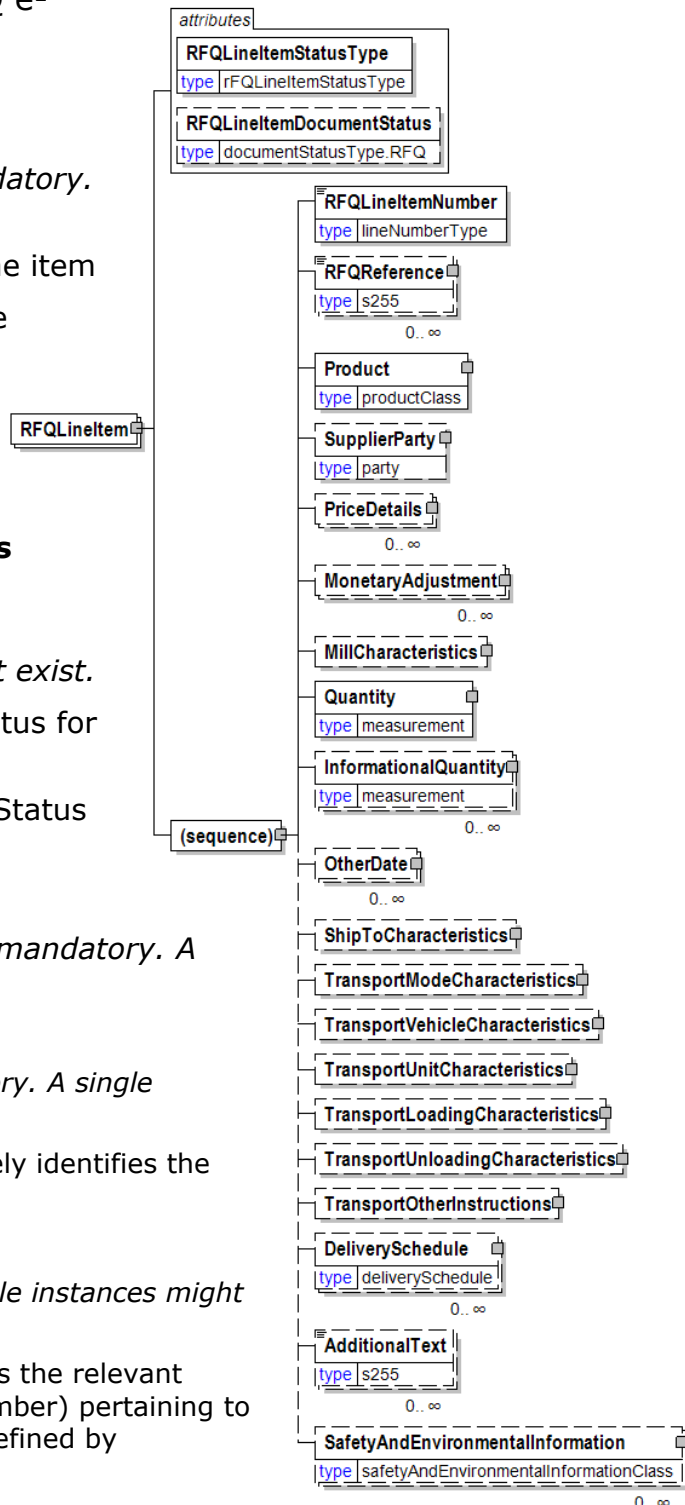 e-
attributes
RFQLineItemStatusType
type rFQLineItemStatusType
RFQLineItemDocumentStatus
type documentStatusType.RFQ
datory.
RFQLineItemNumber
type lineNumberType
e item
RFQReference
type s255
0..∞
e
Product
type productClass
RFQLineItem
SupplierParty
type party
PriceDetails
0..∞
s
MonetaryAdjustment
0..∞
MillCharacteristics
t exist.
Quantity
type measurement
tus for
InformationalQuantity
type measurement
Status
0..∞
(sequence)
OtherDate
0..∞
ShipToCharacteristics
mandatory. A
TransportModeCharacteristics
TransportVehicleCharacteristics
TransportUnitCharacteristics
ry. A single
TransportLoadingCharacteristics
TransportUnloadingCharacteristics
ely identifies the
TransportOtherInstructions
DeliverySchedule
type deliverySchedule
le instances might
0..∞
AdditionalText
s the relevant
type s255
mber) pertaining to
0..∞
efined by
SafetyAndEnvironmentalInformation
type safetyAndEnvironmentalInformationClass
0..∞